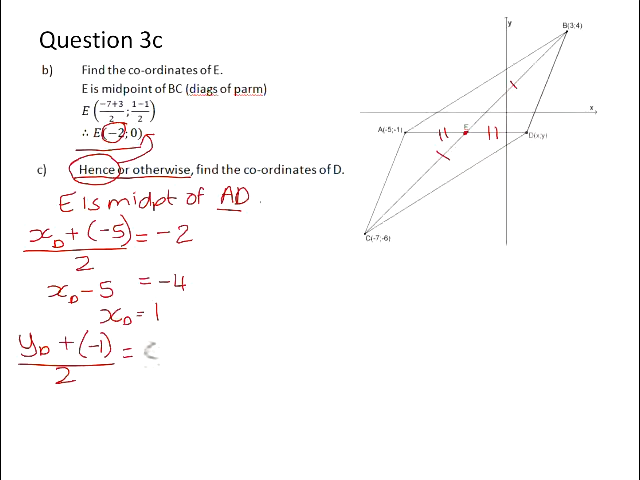 Question 3c
b) Find the co-ordinates of E.
E is midpoint of BC (diags of parm)
E (−7+3/2 ; 1−1/2)
∴ E(−2; 0)
c) Hence or otherwise, find the co-ordinates of D.
E is midpt of AD.
x_D + (-5) / 2 = -2
x_D - 5 = -4
x_D = 1
y_D + (-1) / 2 =
y
B(3;4)
x
A(-5;-1)
E
D(x;y)
C(-7;-6)